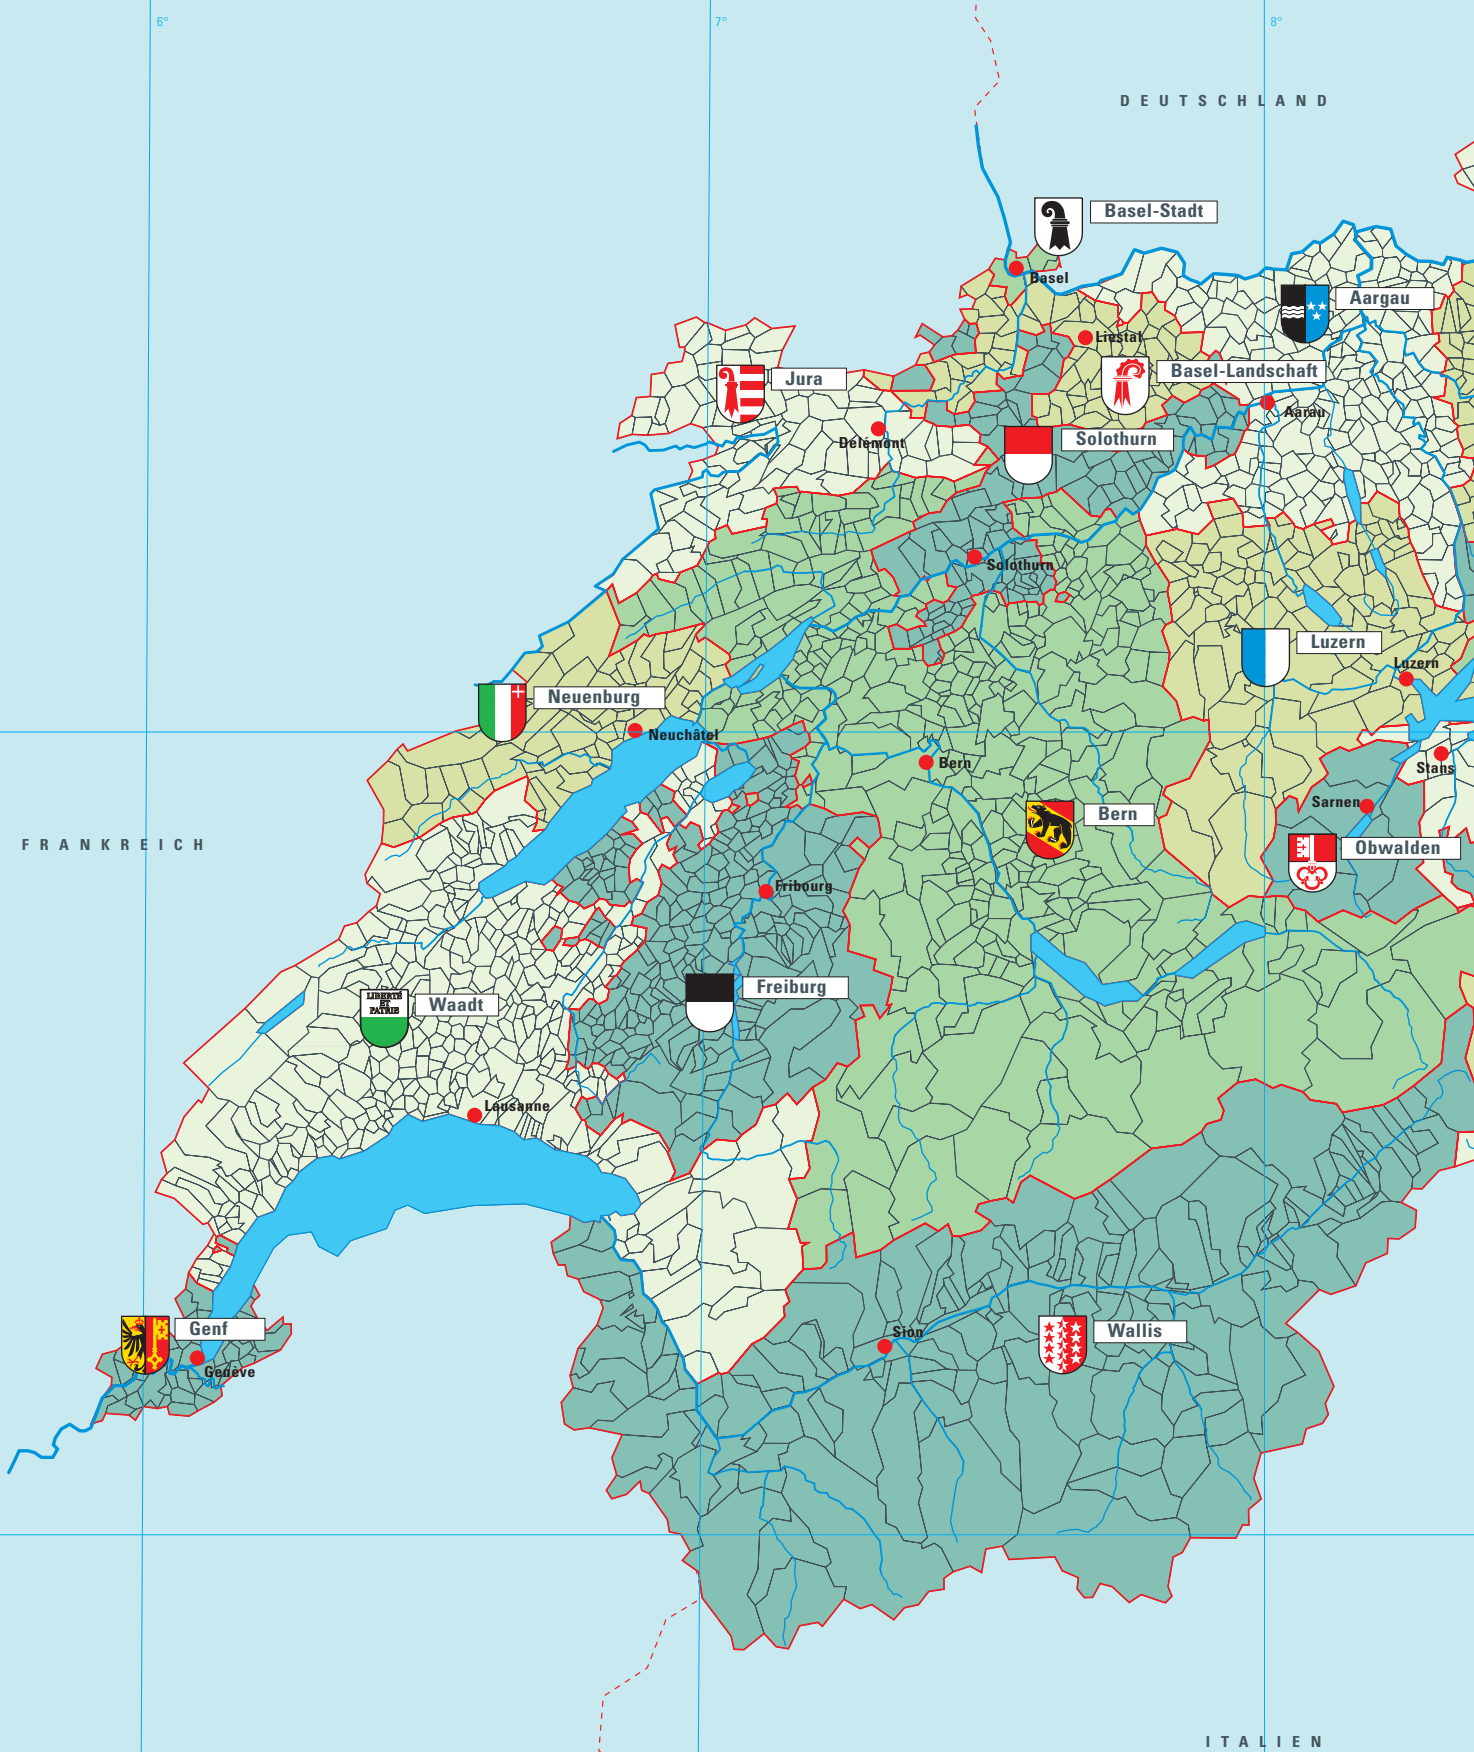 6°
7°
8°
DEUTSCHLAND
Basel-Stadt
Basel
Aargau
Liestal
Basel-Landschaft
Jura
Aarau
Delémont
Solothurn
Solothurn
Luzern
Luzern
Neuenburg
Neuchâtel
Bern
Stans
Sarnen
Bern
FRANKREICH
Obwalden
Fribourg
Freiburg
LIBERTÉ
ET
PATRIE
Waadt
Lausanne
Genf
Genève
Sion
Wallis
ITALIEN